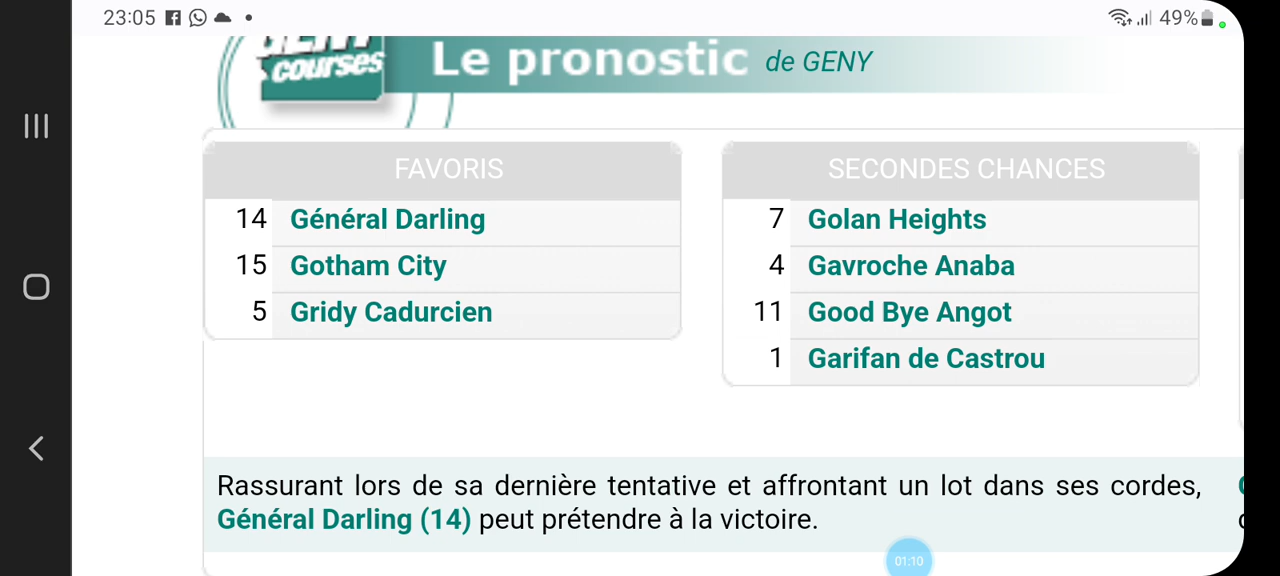 23:05
49%
courses
Le pronostic de GENY
FAVORIS
14 Général Darling
15 Gotham City
5 Gridy Cadurcien
SECONDES CHANCES
7 Golan Heights
4 Gavroche Anaba
11 Good Bye Angot
1 Garifan de Castrou
Rassurant lors de sa dernière tentative et affrontant un lot dans ses cordes,
Général Darling (14) peut prétendre à la victoire.
01:10